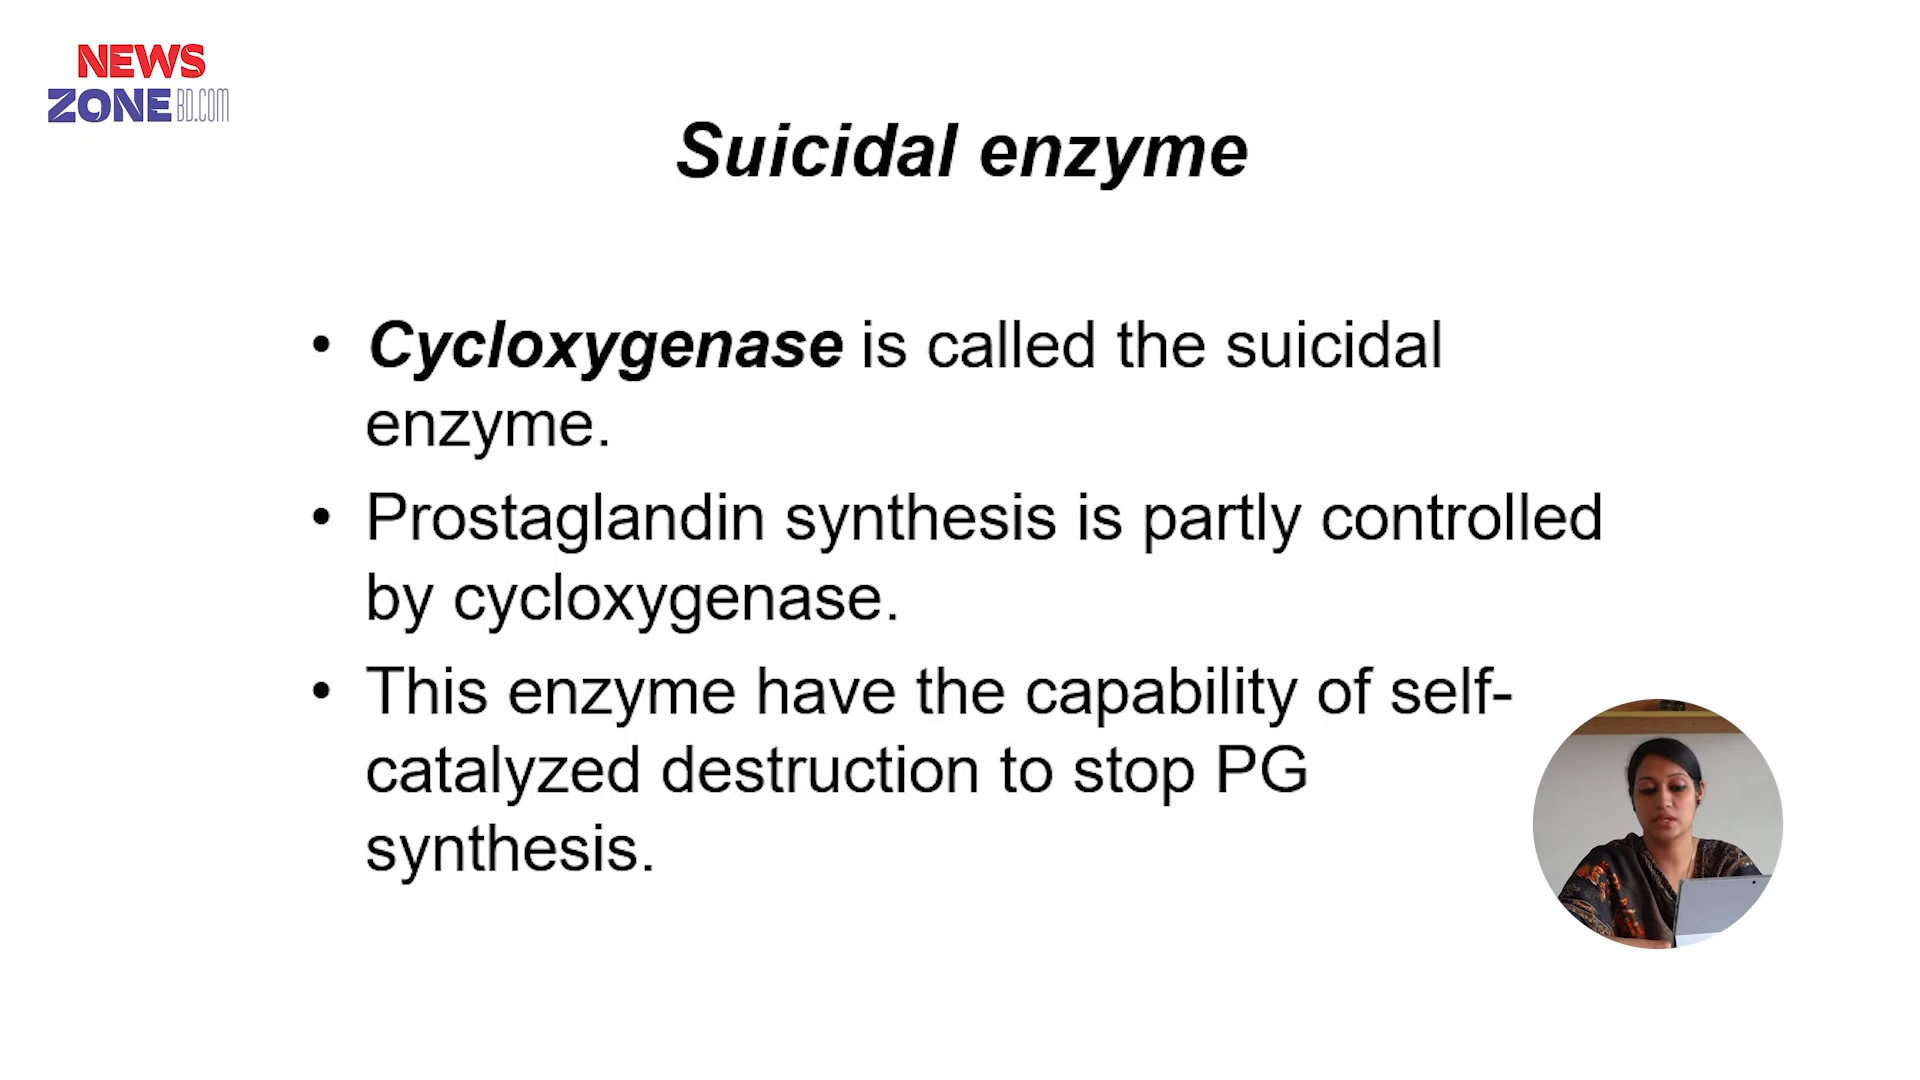 NEWS
ZONE BD.COM
Suicidal enzyme
• Cycloxygenase is called the suicidal
enzyme.
• Prostaglandin synthesis is partly controlled
by cycloxygenase.
• This enzyme have the capability of self-
catalyzed destruction to stop PG
synthesis.